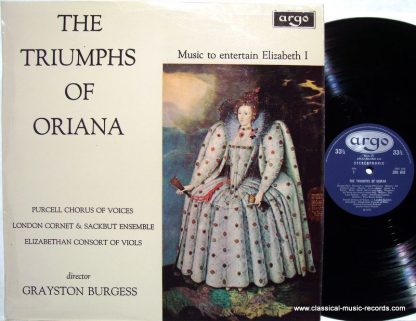 THE
TRIUMPHS
OF
ORIANA
PURCELL CHORUS OF VOICES
LONDON CORNET & SACKBUT ENSEMBLE
ELIZABETHAN CONSORT OF VIOLS
director
GRAYSTON BURGESS
argo
Music to entertain Elizabeth I
argo
33⅓
33⅓
STEREOPHONIC
THE TRIUMPHS OF ORIANA
www.classical-music-records.com